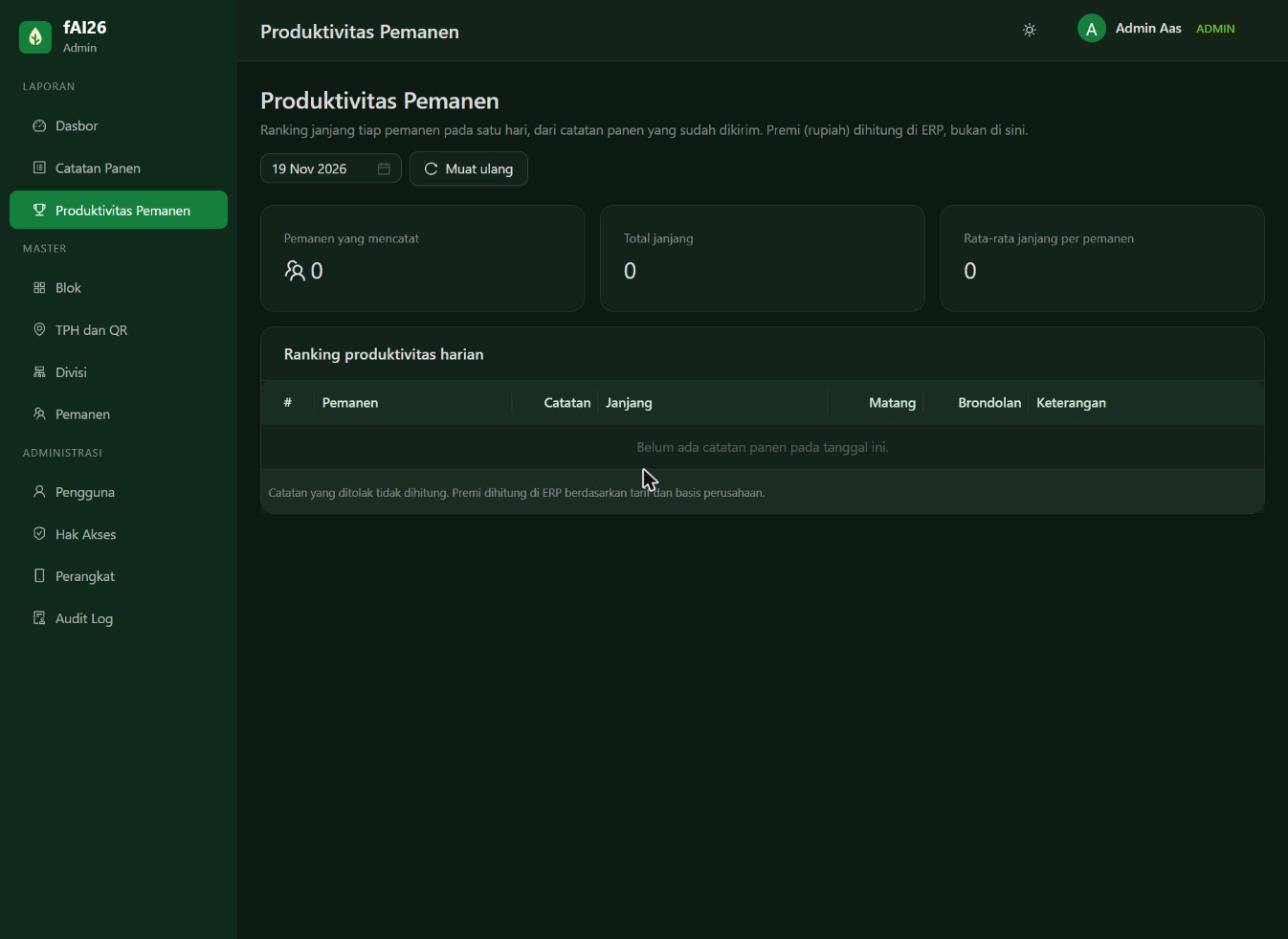 fAI26
Admin
LAPORAN
Dasbor
Catatan Panen
Produktivitas Pemanen
MASTER
Blok
TPH dan QR
Divisi
Pemanen
ADMINISTRASI
Pengguna
Hak Akses
Perangkat
Audit Log
Produktivitas Pemanen
A Admin Aas ADMIN
Produktivitas Pemanen
Ranking janjang tiap pemanen pada satu hari, dari catatan panen yang sudah dikirim. Premi (rupiah) dihitung di ERP, bukan di sini.
19 Nov 2026 Muat ulang
Pemanen yang mencatat
0
Total janjang
0
Rata-rata janjang per pemanen
0
Ranking produktivitas harian
# Pemanen Catatan Janjang Matang Brondolan Keterangan
Belum ada catatan panen pada tanggal ini.
Catatan yang ditolak tidak dihitung. Premi dihitung di ERP berdasarkan tarif dan basis perusahaan.